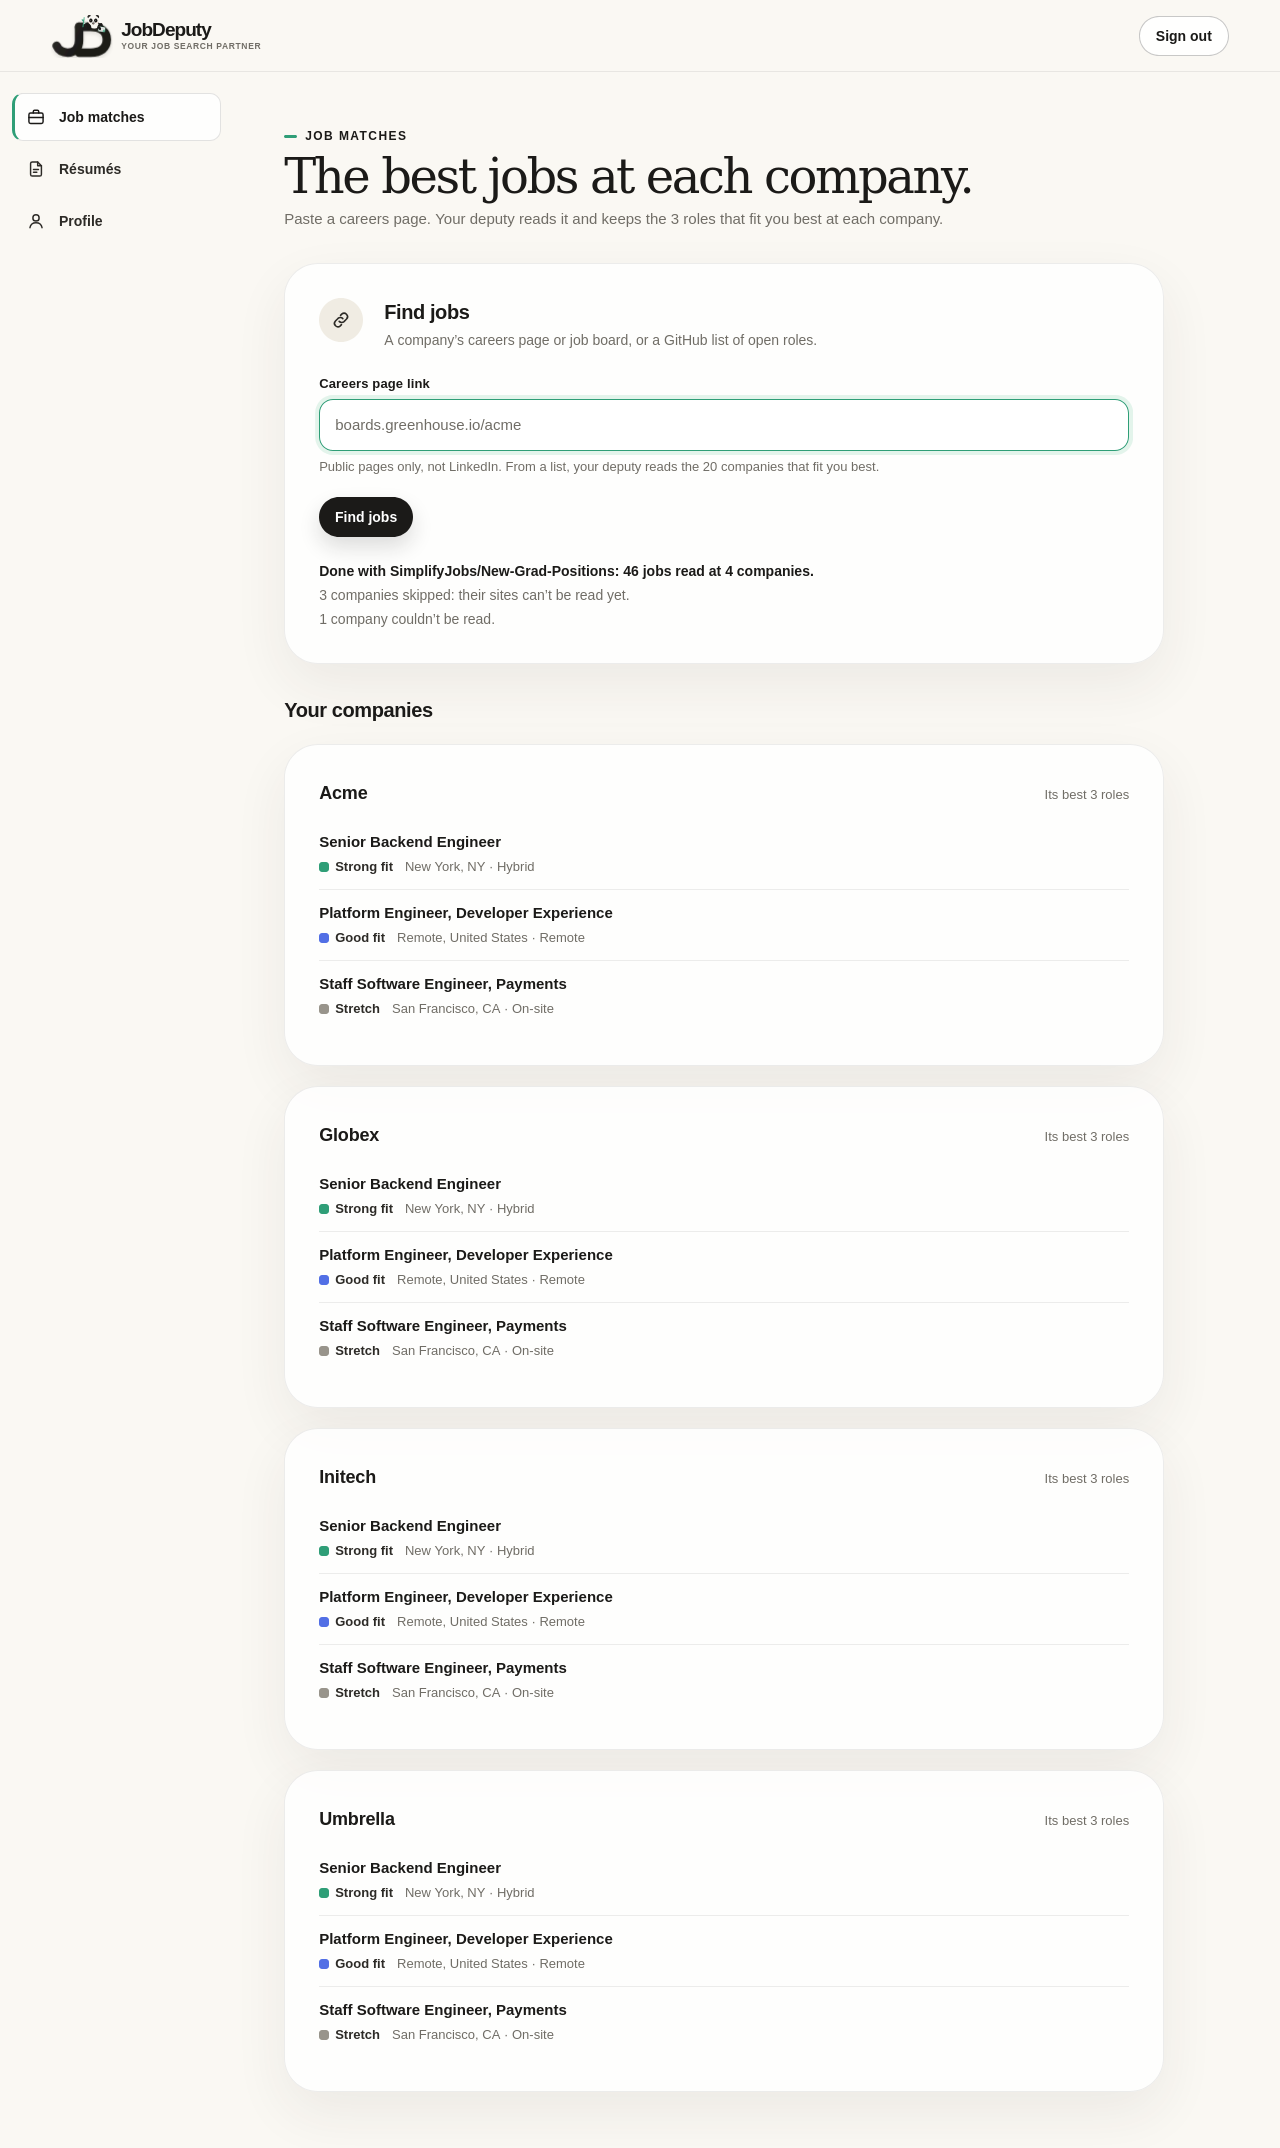 JobDeputy
YOUR JOB SEARCH PARTNER
Sign out
Job matches
Résumés
Profile
JOB MATCHES
The best jobs at each company.
Paste a careers page. Your deputy reads it and keeps the 3 roles that fit you best at each company.
Find jobs
A company’s careers page or job board, or a GitHub list of open roles.
Careers page link
boards.greenhouse.io/acme
Public pages only, not LinkedIn. From a list, your deputy reads the 20 companies that fit you best.
Find jobs
Done with SimplifyJobs/New-Grad-Positions: 46 jobs read at 4 companies.
3 companies skipped: their sites can’t be read yet.
1 company couldn’t be read.
Your companies
Acme
Its best 3 roles
Senior Backend Engineer
Strong fit New York, NY · Hybrid
Platform Engineer, Developer Experience
Good fit Remote, United States · Remote
Staff Software Engineer, Payments
Stretch San Francisco, CA · On-site
Globex
Its best 3 roles
Senior Backend Engineer
Strong fit New York, NY · Hybrid
Platform Engineer, Developer Experience
Good fit Remote, United States · Remote
Staff Software Engineer, Payments
Stretch San Francisco, CA · On-site
Initech
Its best 3 roles
Senior Backend Engineer
Strong fit New York, NY · Hybrid
Platform Engineer, Developer Experience
Good fit Remote, United States · Remote
Staff Software Engineer, Payments
Stretch San Francisco, CA · On-site
Umbrella
Its best 3 roles
Senior Backend Engineer
Strong fit New York, NY · Hybrid
Platform Engineer, Developer Experience
Good fit Remote, United States · Remote
Staff Software Engineer, Payments
Stretch San Francisco, CA · On-site